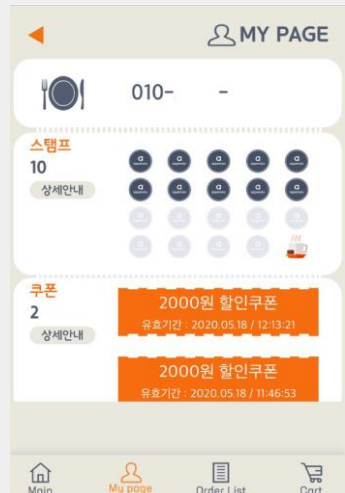 MY PAGE
010- -
스탬프
10
상세안내
쿠폰
2
상세안내
2000원 할인쿠폰
유효기간 : 2020.05.18 / 12:13:21
2000원 할인쿠폰
유효기간 : 2020.05.18 / 11:46:53
Main
My page
Order List
Cart